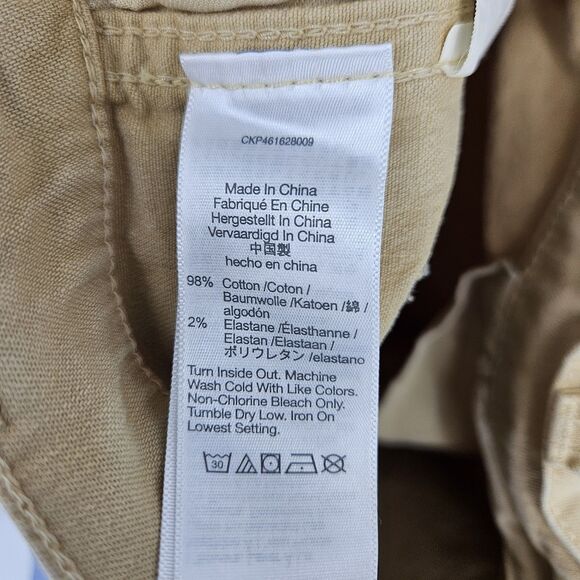 CKP461628009
Made In China
Fabriqué En Chine
Hergestellt In China
Vervaardigd In China
中国製
hecho en china
98% Cotton /Coton /
Baumwolle /Katoen /綿 /
algodón
2% Elastane /Élasthanne /
Elastan /Elastaan /
ポリウレタン /elastano
Turn Inside Out. Machine
Wash Cold With Like Colors.
Non-Chlorine Bleach Only.
Tumble Dry Low. Iron On
Lowest Setting.
30